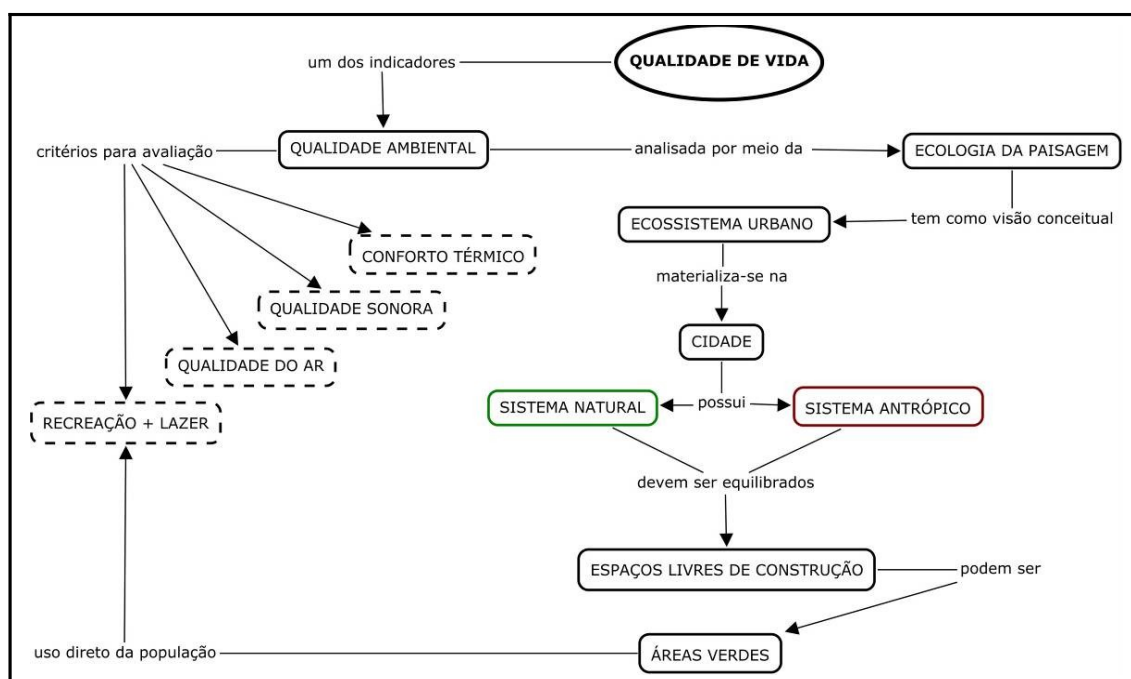 QUALIDADE DE VIDA
um dos indicadores
QUALIDADE AMBIENTAL
critérios para avaliação
analisada por meio da
ECOLOGIA DA PAISAGEM
tem como visão conceitual
ECOSSISTEMA URBANO
materializa-se na
CIDADE
possui
SISTEMA NATURAL
SISTEMA ANTRÓPICO
devem ser equilibrados
ESPAÇOS LIVRES DE CONSTRUÇÃO
podem ser
ÁREAS VERDES
uso direto da população
CONFORTO TÉRMICO
QUALIDADE SONORA
QUALIDADE DO AR
RECREAÇÃO + LAZER